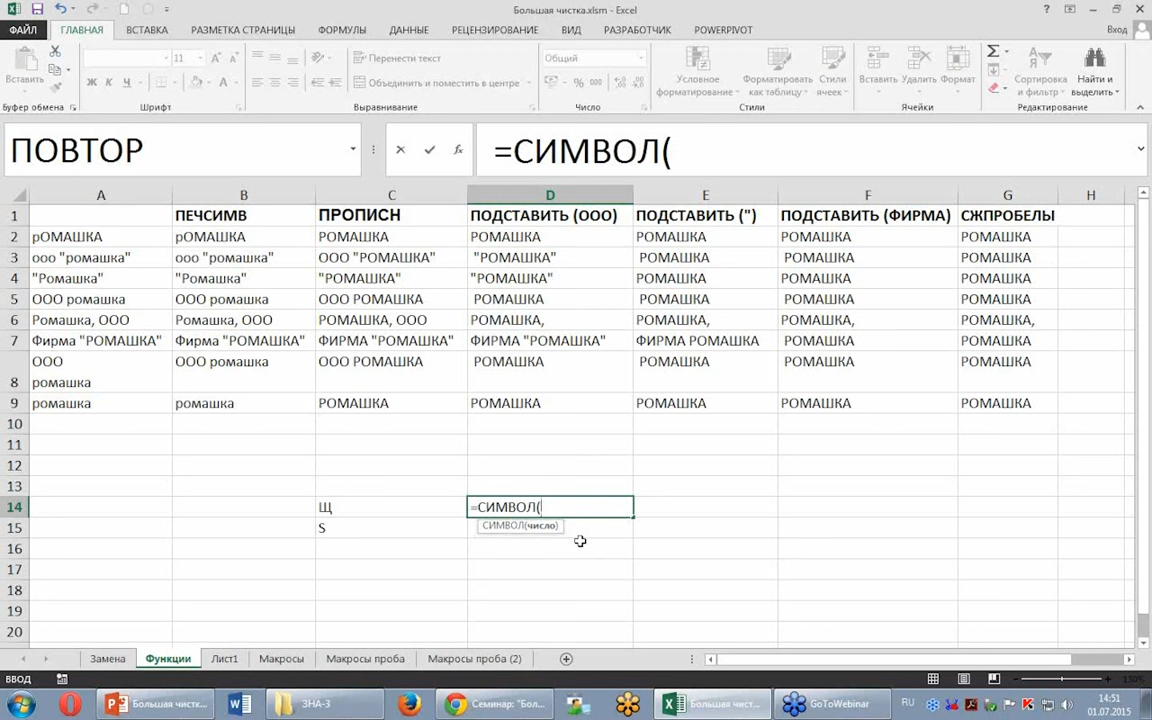 Большая чистка.xlsm - Excel
ФАЙЛ ГЛАВНАЯ ВСТАВКА РАЗМЕТКА СТРАНИЦЫ ФОРМУЛЫ ДАННЫЕ РЕЦЕНЗИРОВАНИЕ ВИД РАЗРАБОТЧИК POWERPIVOT Вход
11 Перенести текст Общий
Вставить Ж К Ч Объединить и поместить в центре % 000 Условное форматирование Форматировать как таблицу Стили ячеек Вставить Удалить Формат Сортировка и фильтр Найти и выделить
Буфер обмена Шрифт Выравнивание Число Стили Ячейки Редактирование
ПОВТОР =СИМВОЛ(
A B C D E F G H
1 ПЕЧСИМВ ПРОПИСН ПОДСТАВИТЬ (ООО) ПОДСТАВИТЬ (") ПОДСТАВИТЬ (ФИРМА) СЖПРОБЕЛЫ
2 рОМАШКА рОМАШКА РОМАШКА РОМАШКА РОМАШКА РОМАШКА РОМАШКА
3 ооо "ромашка" ооо "ромашка" ООО "РОМАШКА" "РОМАШКА" РОМАШКА РОМАШКА РОМАШКА
4 "Ромашка" "Ромашка" "РОМАШКА" "РОМАШКА" РОМАШКА РОМАШКА РОМАШКА
5 ООО ромашка ООО ромашка ООО РОМАШКА РОМАШКА РОМАШКА РОМАШКА РОМАШКА
6 Ромашка, ООО Ромашка, ООО РОМАШКА, ООО РОМАШКА, РОМАШКА, РОМАШКА, РОМАШКА,
7 Фирма "РОМАШКА" Фирма "РОМАШКА" ФИРМА "РОМАШКА" ФИРМА "РОМАШКА" ФИРМА РОМАШКА РОМАШКА РОМАШКА
ООО ООО ромашка ООО РОМАШКА РОМАШКА РОМАШКА РОМАШКА РОМАШКА
8 ромашка
9 ромашка ромашка РОМАШКА РОМАШКА РОМАШКА РОМАШКА РОМАШКА
10
11
12
13
14 Щ =СИМВОЛ(
15 S СИМВОЛ(число)
16
17
18
19
20
Замена Функции Лист1 Макросы Макросы проба Макросы проба (2)
ВВОД 130%
Большая чистк... ЗНА-3 Семинар: "Бол... Большая чист... GoToWebinar RU 14:51
01.07.2015